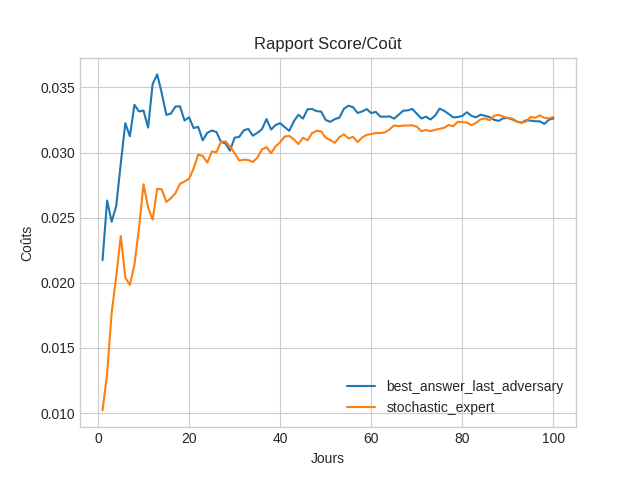 Rapport Score/Coût
0.035
0.030
0.025
0.020
0.015
0.010
Coûts
0 20 40 60 80 100
Jours
best_answer_last_adversary
stochastic_expert